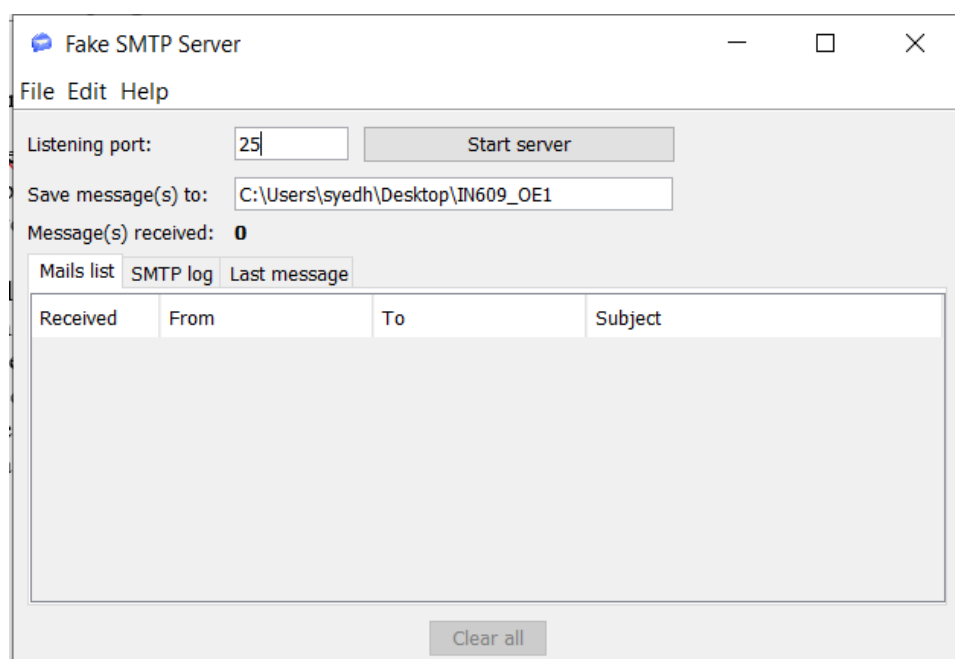 Fake SMTP Server
File Edit Help
Listening port: 25 Start server
Save message(s) to: C:\Users\syedh\Desktop\IN609_OE1
Message(s) received: 0
Mails list SMTP log Last message
Received From To Subject
Clear all